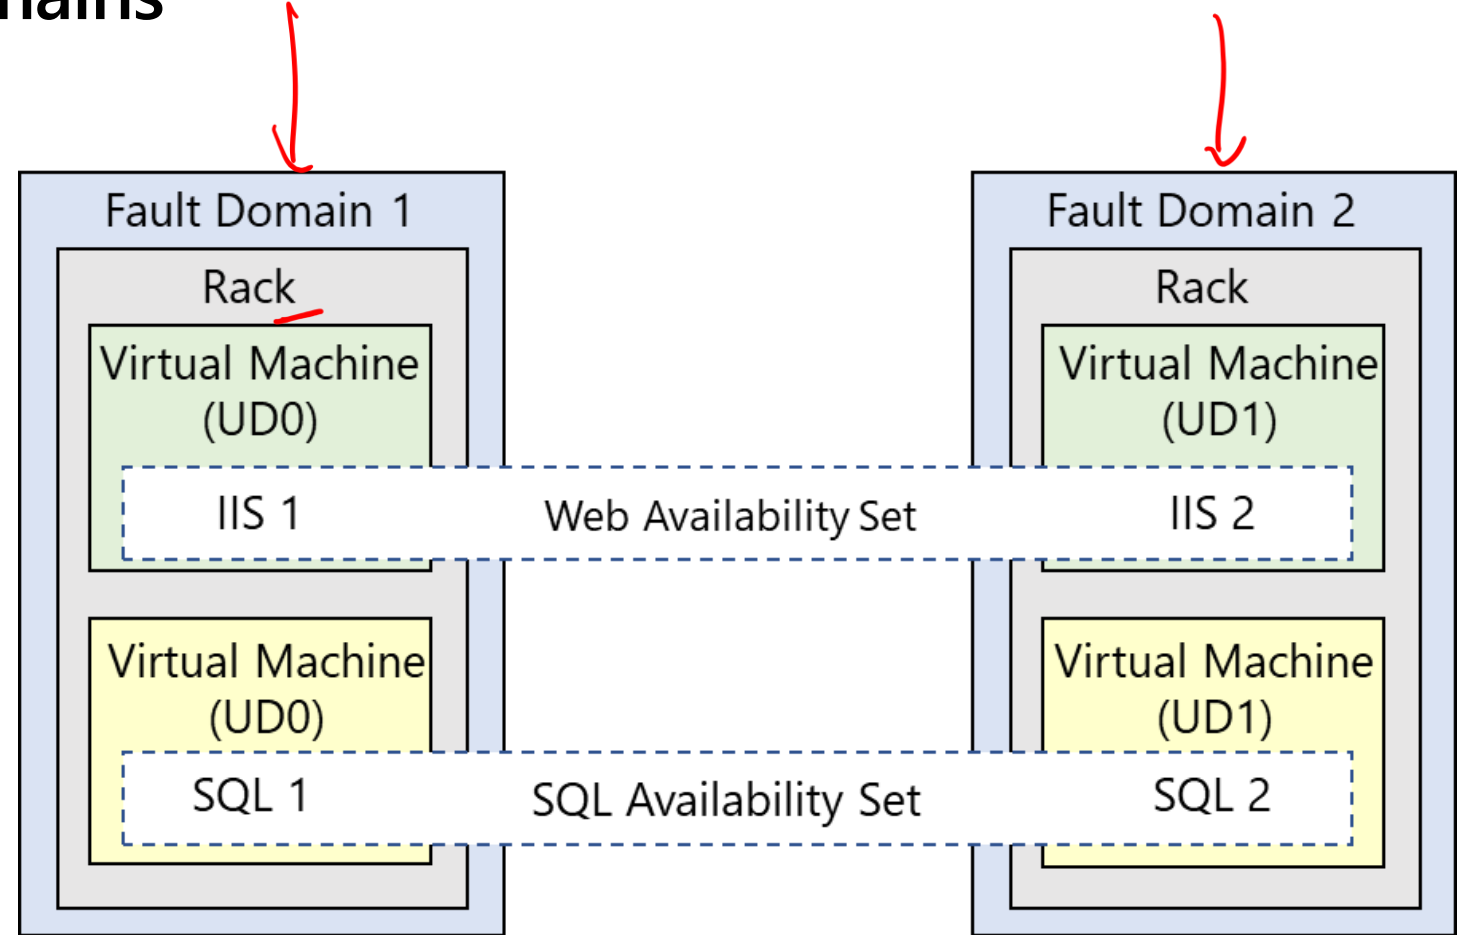 Fault Domain 1
Rack
Virtual Machine
(UD0)
IIS 1
Virtual Machine
(UD0)
SQL 1
Web Availability Set
SQL Availability Set
Fault Domain 2
Rack
Virtual Machine
(UD1)
IIS 2
Virtual Machine
(UD1)
SQL 2